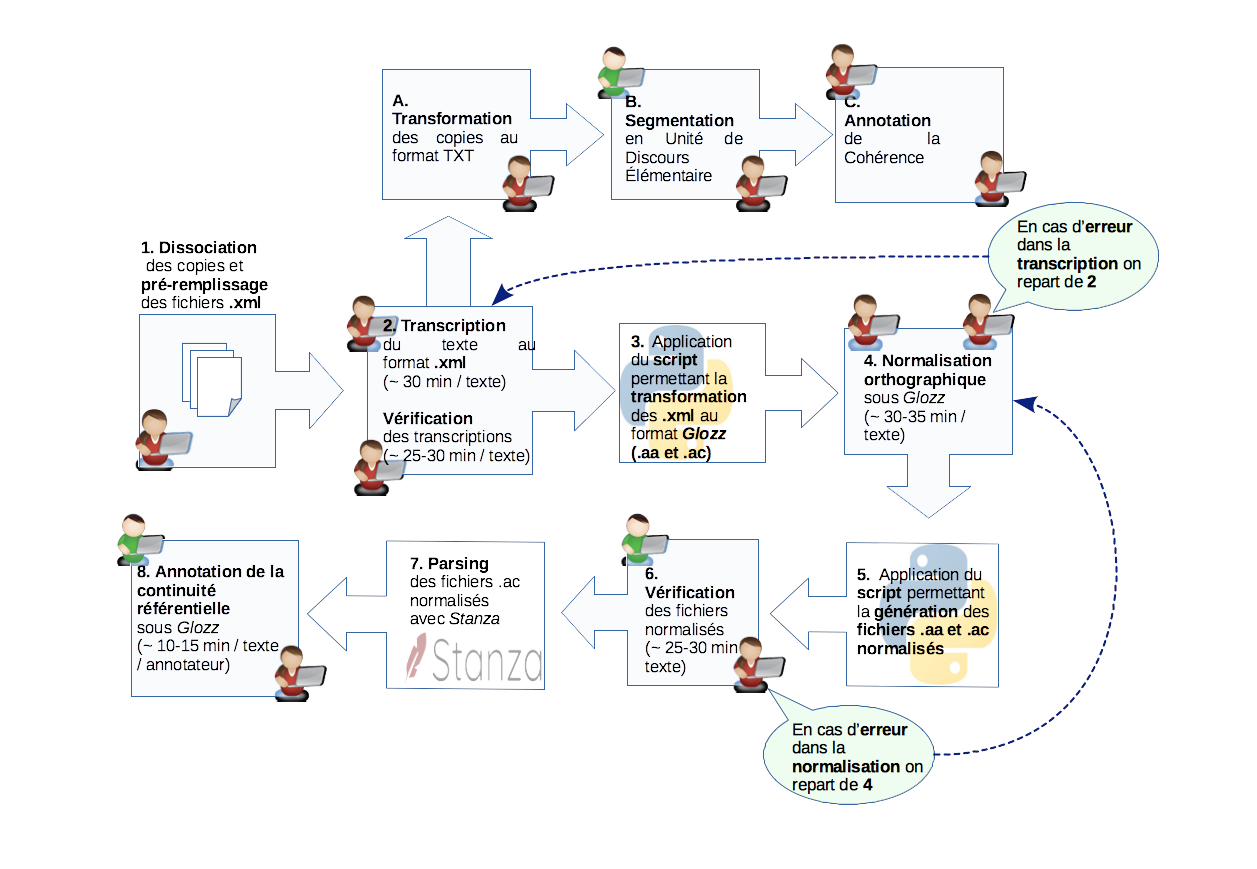 A.
Transformation
des copies au
format TXT
B.
Segmentation
en Unité de
Discours
Élémentaire
C.
Annotation
de la
Cohérence
En cas d'erreur
dans la
transcription on
repart de 2
1. Dissociation
des copies et
pré-remplissage
des fichiers .xml
2. Transcription
du texte au
format .xml
(~ 30 min / texte)
Vérification
des transcriptions
(~ 25-30 min / texte)
3. Application
du script
permettant la
transformation
des .xml au
format Glozz
(.aa et .ac)
4. Normalisation
orthographique
sous Glozz
(~ 30-35 min /
texte)
5. Application du
script permettant
la génération des
fichiers .aa et .ac
normalisés
6.
Vérification
des fichiers
normalisés
(~ 25-30 min
texte)
7. Parsing
des fichiers .ac
normalisés
avec Stanza
Stanza
8. Annotation de la
continuité
référentielle
sous Glozz
(~ 10-15 min / texte
/ annotateur)
En cas d'erreur
dans la
normalisation on
repart de 4